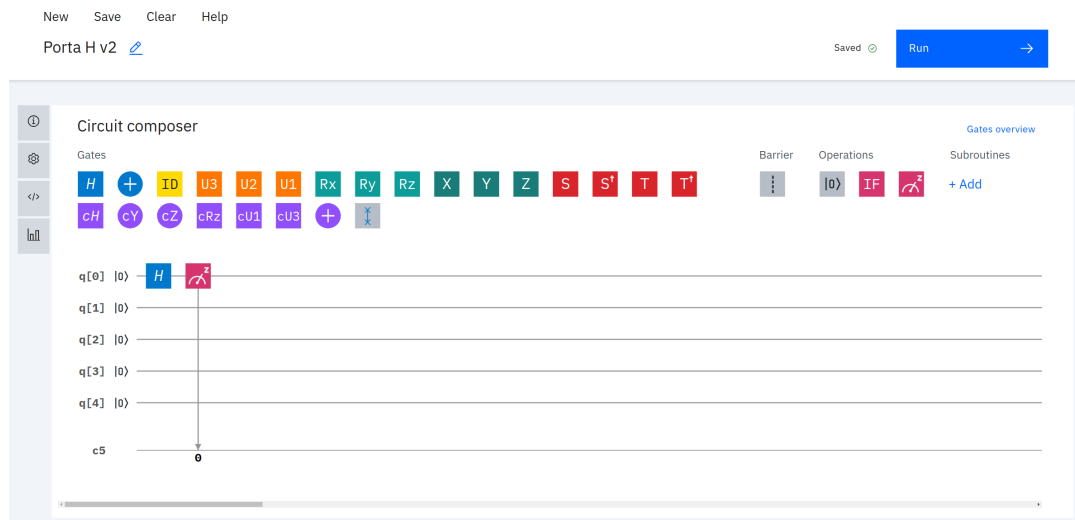 New Save Clear Help
Porta H v2
Saved
Run →
Circuit composer
Gates overview
Gates Barrier Operations Subroutines
H + ID U3 U2 U1 Rx Ry Rz X Y Z S S† T T† |0⟩ IF z + Add
cH cY cZ cRz cU1 cU3 +
q[0] |0⟩ H z
q[1] |0⟩
q[2] |0⟩
q[3] |0⟩
q[4] |0⟩
c5
0